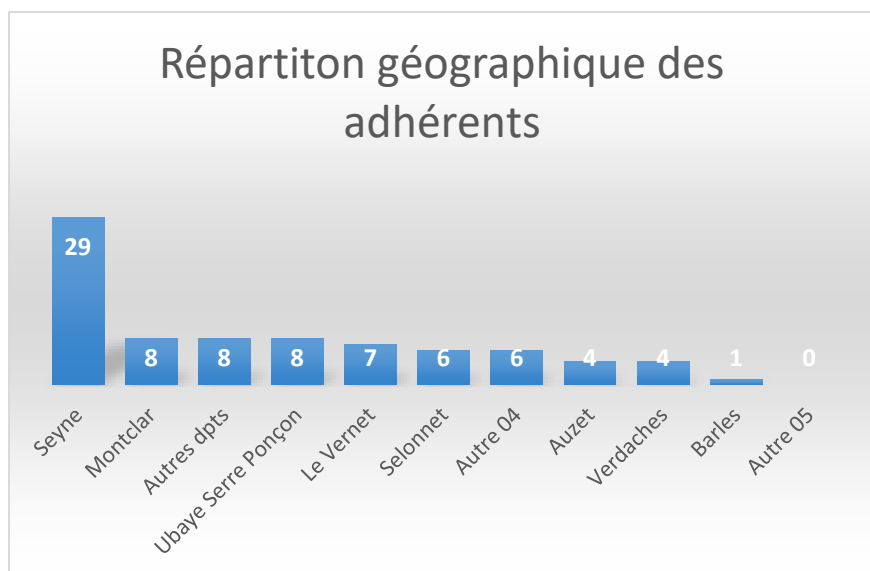 Répartiton géographique des
adhérents
29
8
8
8
7
6
6
4
4
1
0
Seyne
Montclar
Autres dpts
Ubaye Serre Ponçon
Le Vernet
Selonnet
Autre 04
Auzet
Verdaches
Barles
Autre 05